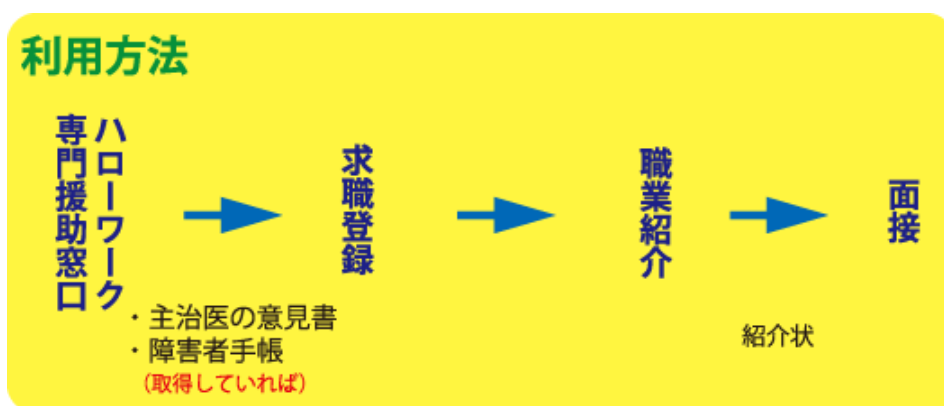 利用方法
ハローワーク
専門援助窓口
求職登録
職業紹介
面接
・主治医の意見書
・障害者手帳
（取得していれば）
紹介状